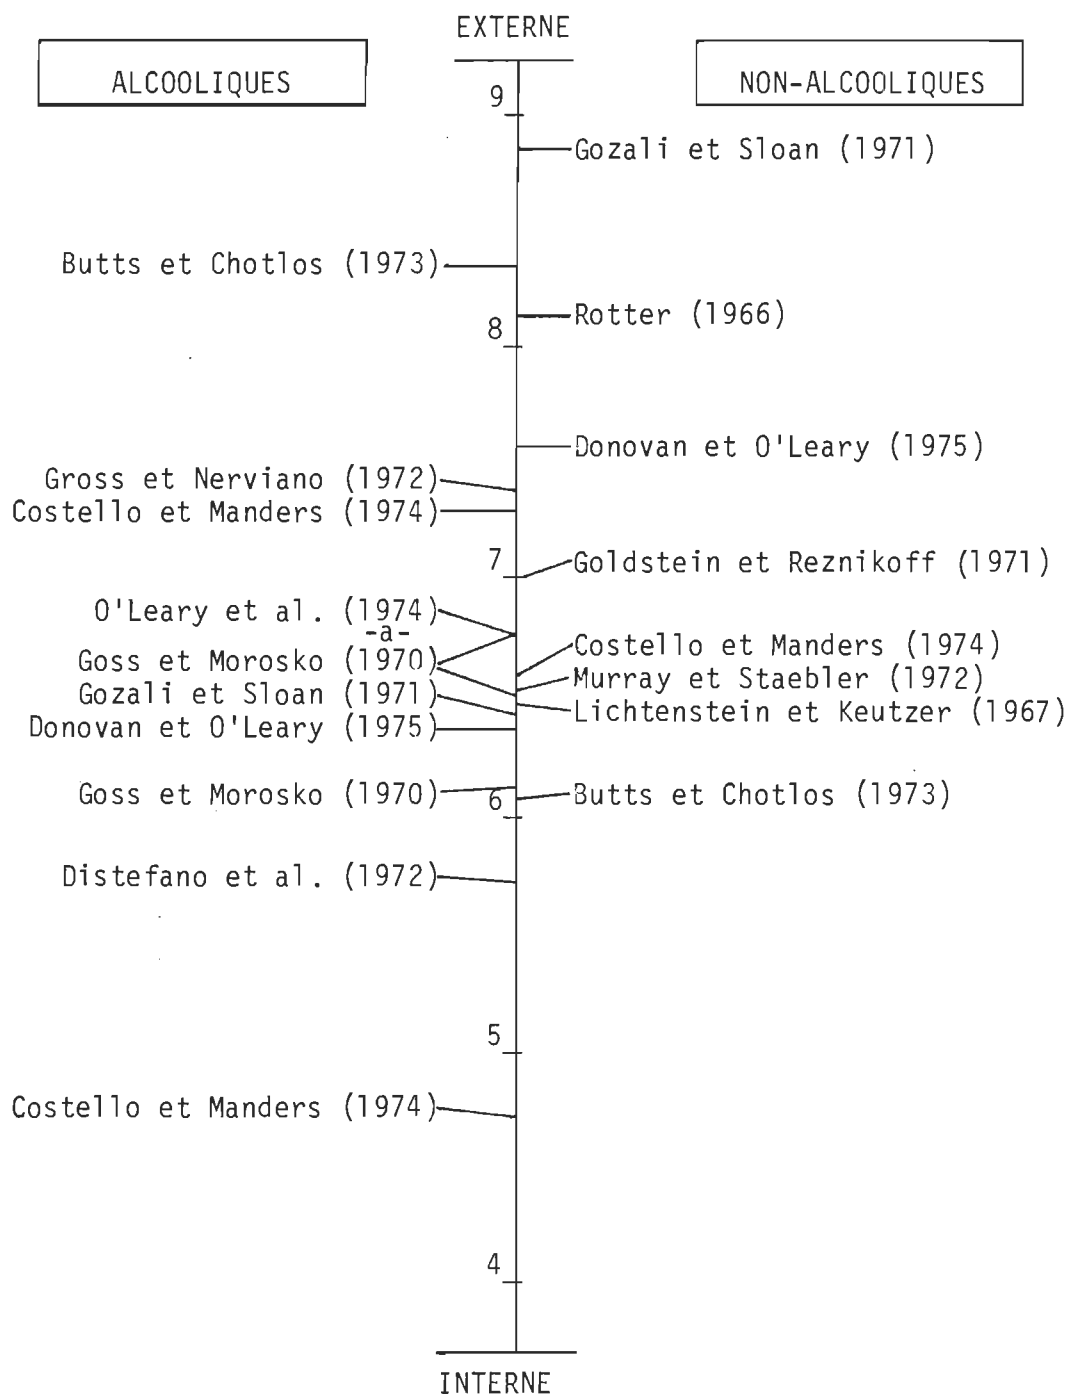 EXTERNE
ALCOOLIQUES
NON-ALCOOLIQUES
9
Gozali et Sloan (1971)
Butts et Chotlos (1973)
Rotter (1966)
8
Donovan et O'Leary (1975)
Gross et Nerviano (1972)
Costello et Manders (1974)
7
Goldstein et Reznikoff (1971)
O'Leary et al. (1974)
-a-
Costello et Manders (1974)
Goss et Morosko (1970)
Murray et Staebler (1972)
Gozali et Sloan (1971)
Lichtenstein et Keutzer (1967)
Donovan et O'Leary (1975)
Goss et Morosko (1970)
6
Butts et Chotlos (1973)
Distefano et al. (1972)
5
Costello et Manders (1974)
4
INTERNE